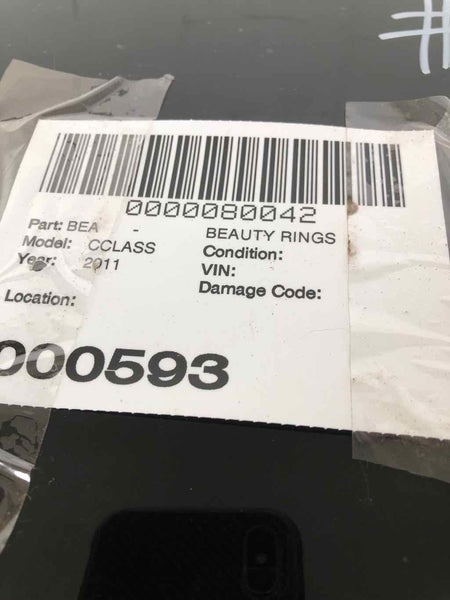 #
0000080042
Part: BEA - BEAUTY RINGS
Model: CCLASS Condition:
Year: 2011 VIN:
Location: Damage Code:
000593